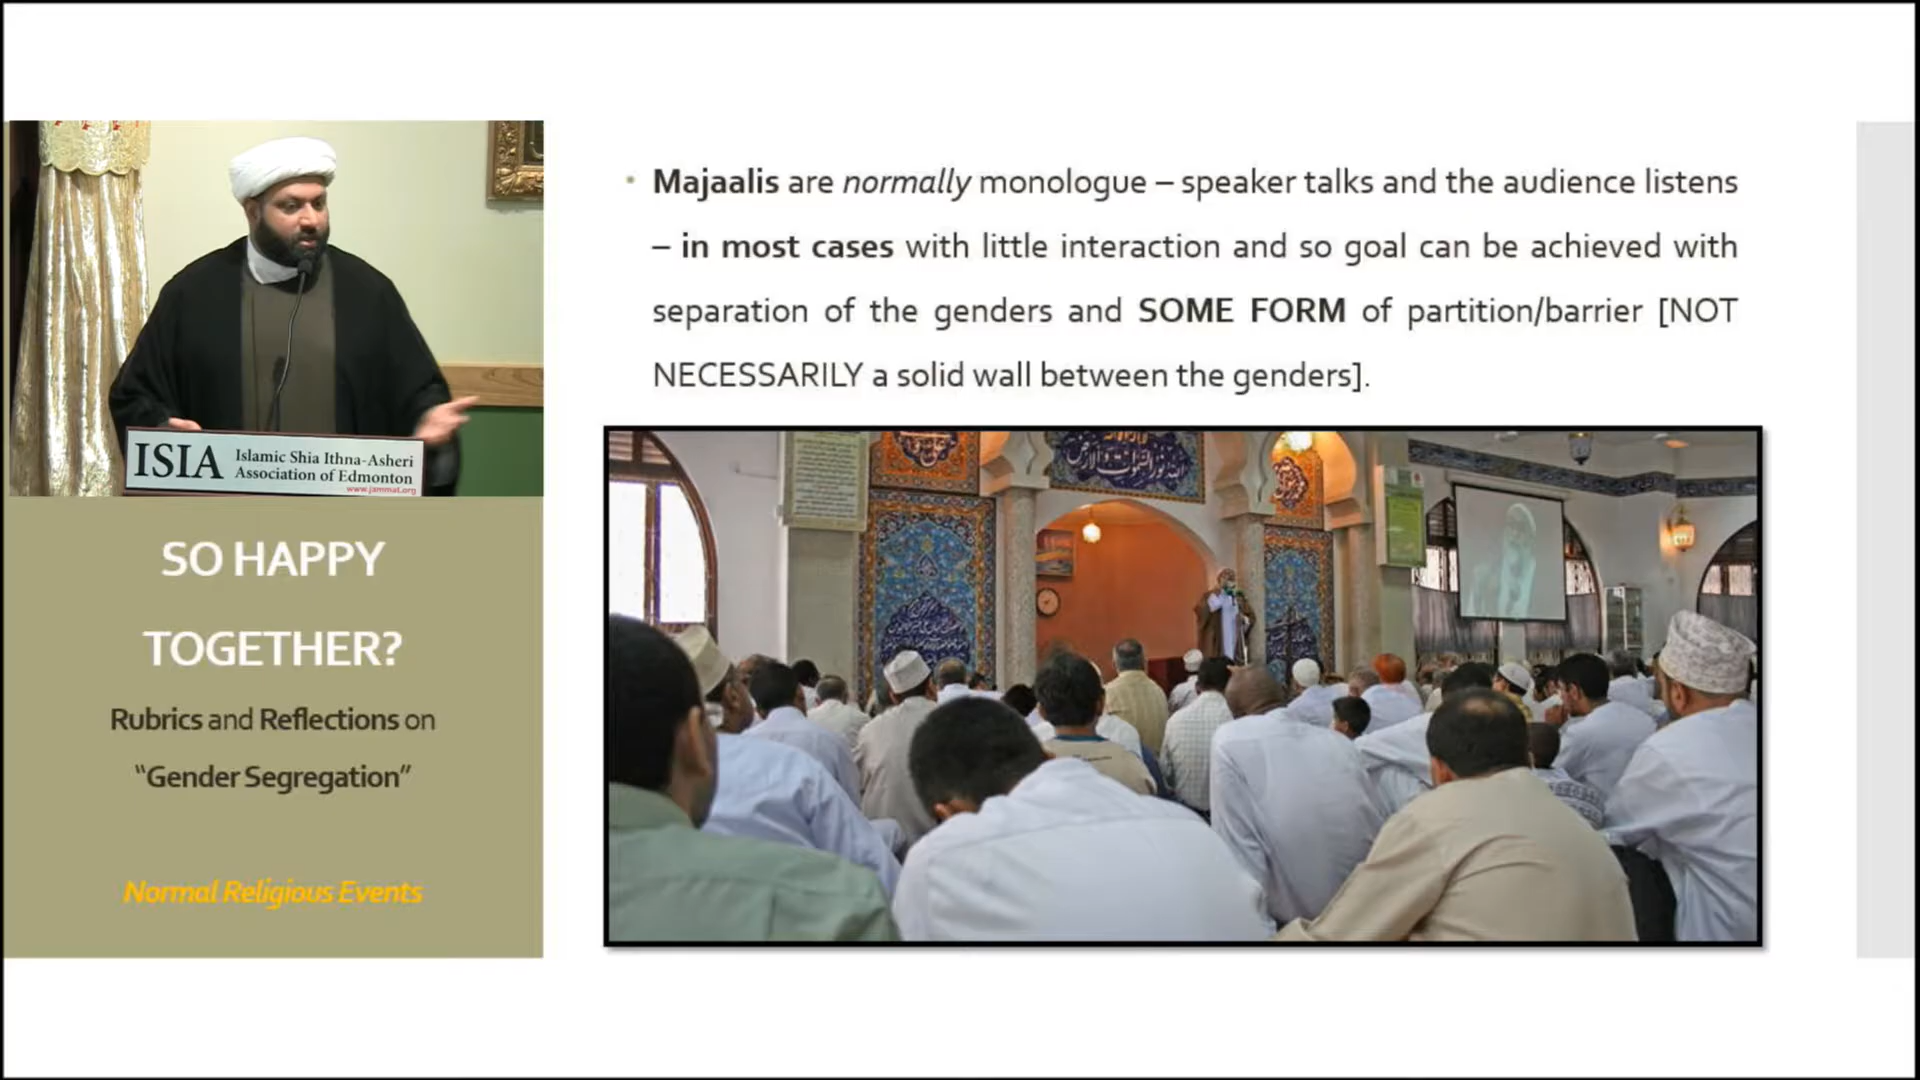 ISIA
Islamic Shia Ithna-Asheri
Association of Edmonton
www.jammat.org
SO HAPPY
TOGETHER?
Rubrics and Reflections on
“Gender Segregation”
Normal Religious Events
• Majaalis are normally monologue – speaker talks and the audience listens
– in most cases with little interaction and so goal can be achieved with
separation of the genders and SOME FORM of partition/barrier [NOT
NECESSARILY a solid wall between the genders].